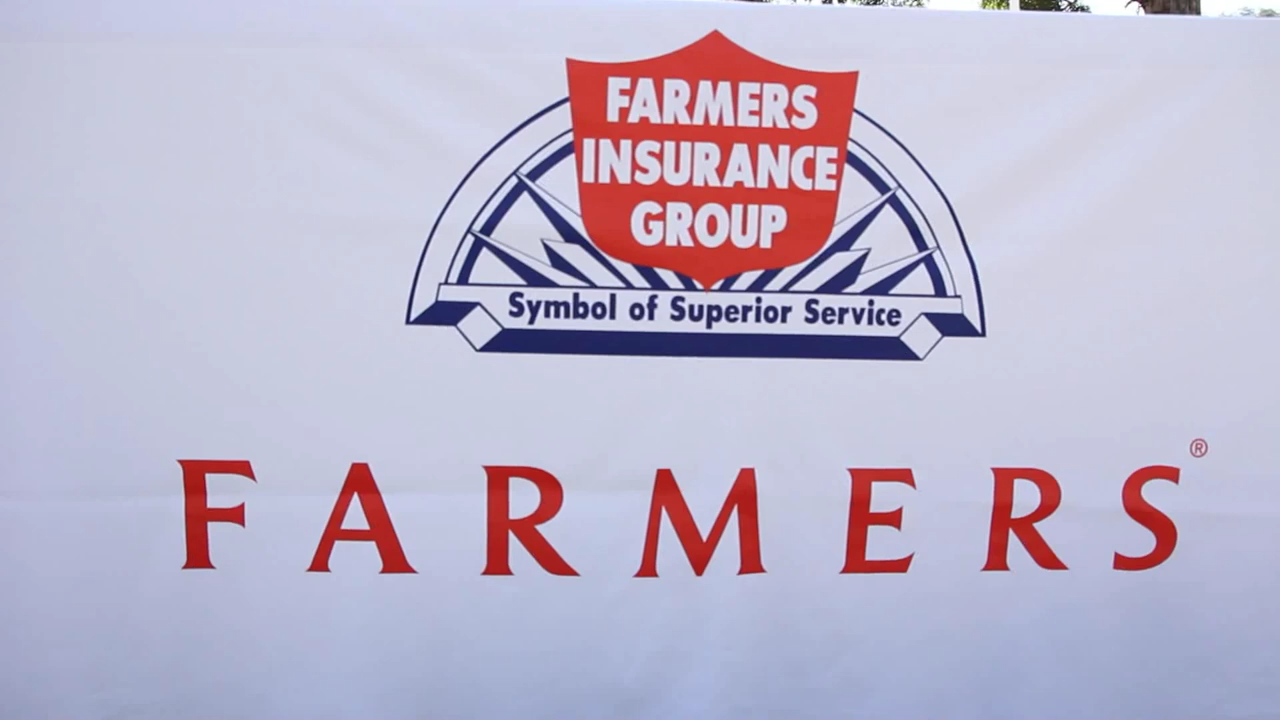 FARMERS
INSURANCE
GROUP
Symbol of Superior Service
FARMERS®